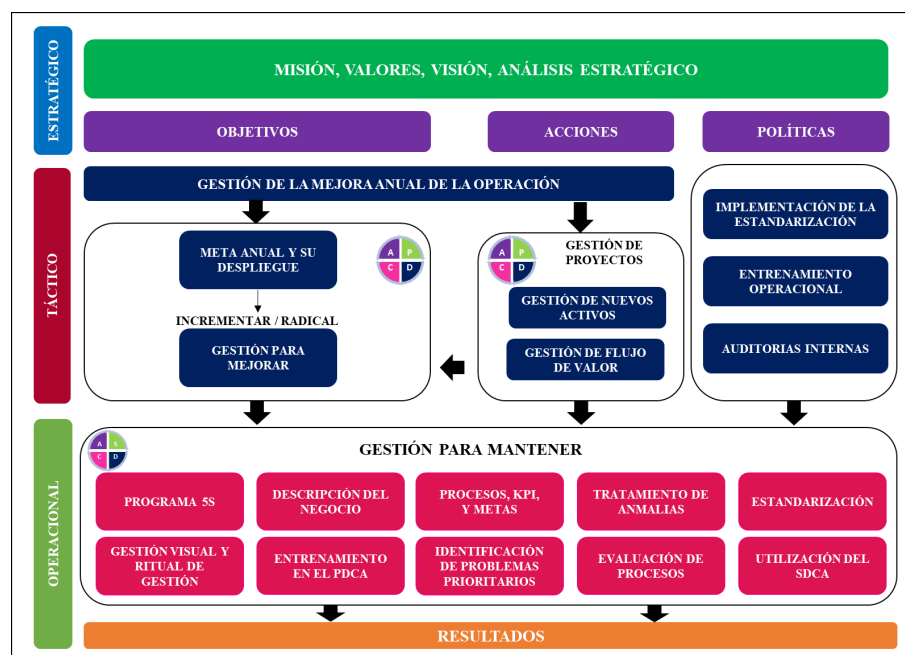 ESTRATÉGICO
MISIÓN, VALORES, VISIÓN, ANÁLISIS ESTRATÉGICO
OBJETIVOS
ACCIONES
POLÍTICAS
TÁCTICO
GESTIÓN DE LA MEJORA ANUAL DE LA OPERACIÓN
META ANUAL Y SU
DESPLIEGUE
A P
C D
INCREMENTAR / RADICAL
GESTIÓN PARA
MEJORAR
GESTIÓN DE
PROYECTOS
A P
C D
GESTIÓN DE NUEVOS
ACTIVOS
GESTIÓN DE FLUJO
DE VALOR
IMPLEMENTACIÓN DE LA
ESTANDARIZACIÓN
ENTRENAMIENTO
OPERACIONAL
AUDITORIAS INTERNAS
OPERACIONAL
A S
C D
GESTIÓN PARA MANTENER
PROGRAMA 5S
DESCRIPCIÓN DEL
NEGOCIO
PROCESOS, KPI,
Y METAS
TRATAMIENTO DE
ANMALIAS
ESTANDARIZACIÓN
GESTIÓN VISUAL Y
RITUAL DE
GESTIÓN
ENTRENAMIENTO
EN EL PDCA
IDENTIFICACIÓN
DE PROBLEMAS
PRIORITARIOS
EVALUACIÓN DE
PROCESOS
UTILIZACIÓN DEL
SDCA
RESULTADOS